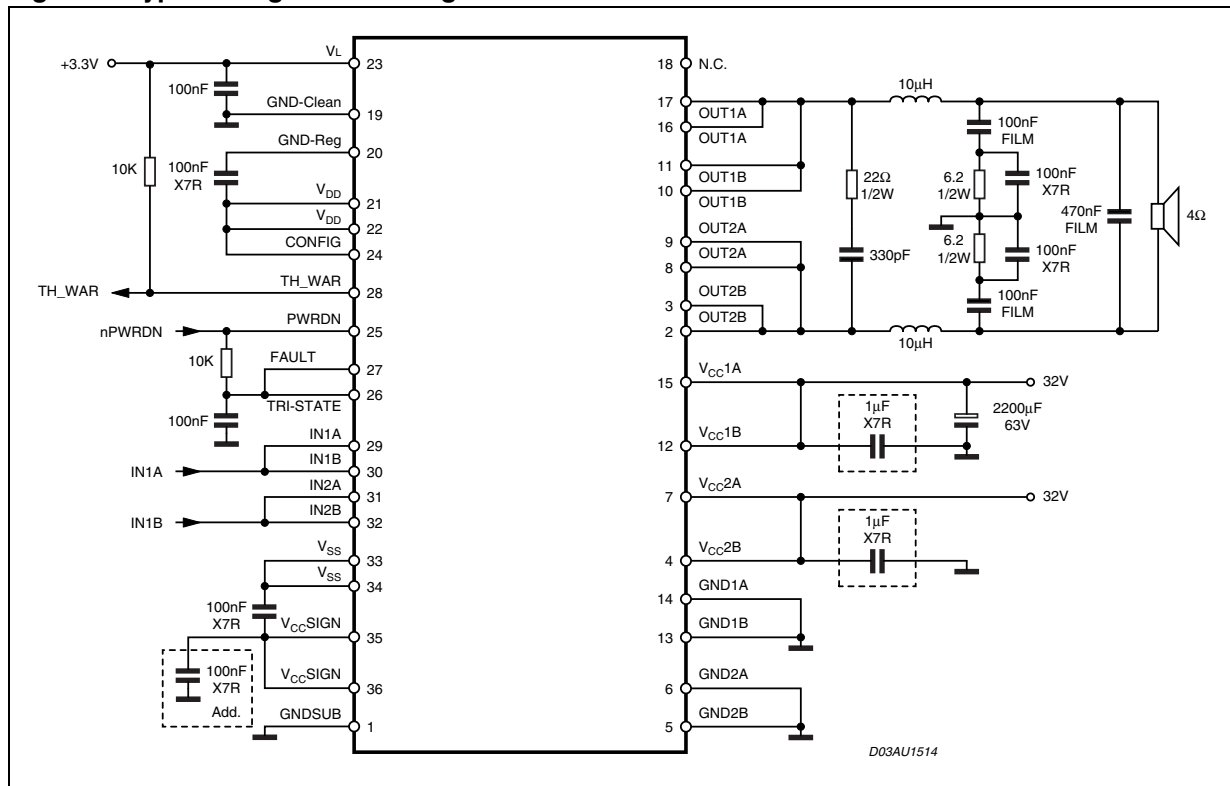 +3.3V
VL
23
100nF
GND-Clean
19
10K
GND-Reg
20
100nF
X7R
VDD
21
VDD
22
CONFIG
24
TH_WAR
TH_WAR
28
nPWRDN
PWRDN
25
10K
FAULT
27
TRI-STATE
26
100nF
IN1A
29
IN1A
IN1B
30
IN2A
31
IN1B
IN2B
32
VSS
33
VSS
34
100nF
X7R
VCCSIGN
35
100nF
X7R
Add.
VCCSIGN
36
GNDSUB
1
18 N.C.
17
OUT1A
16
OUT1A
11
OUT1B
10
OUT1B
OUT2A
9
OUT2A
8
OUT2B
3
OUT2B
2
10µH
22Ω
1/2W
330pF
10µH
100nF
FILM
6.2
1/2W
100nF
X7R
6.2
1/2W
100nF
X7R
100nF
FILM
470nF
FILM
4Ω
VCC1A
15
32V
1µF
X7R
2200µF
63V
VCC1B
12
VCC2A
7
32V
1µF
X7R
VCC2B
4
GND1A
14
GND1B
13
GND2A
6
GND2B
5
D03AU1514